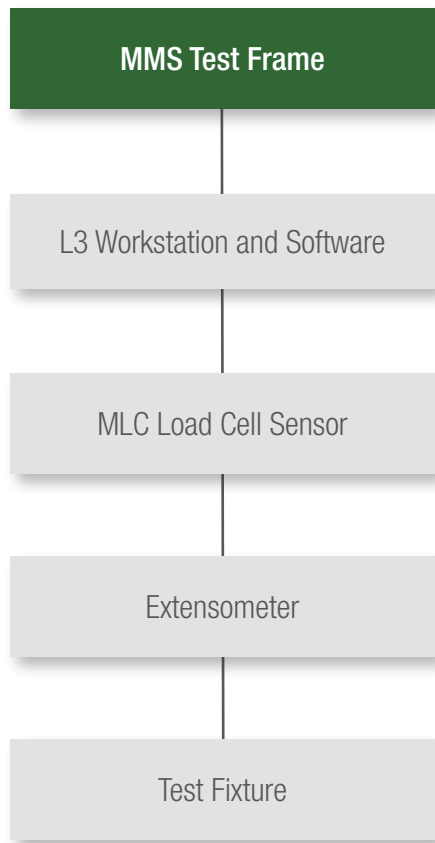 MMS Test Frame
L3 Workstation and Software
MLC Load Cell Sensor
Extensometer
Test Fixture